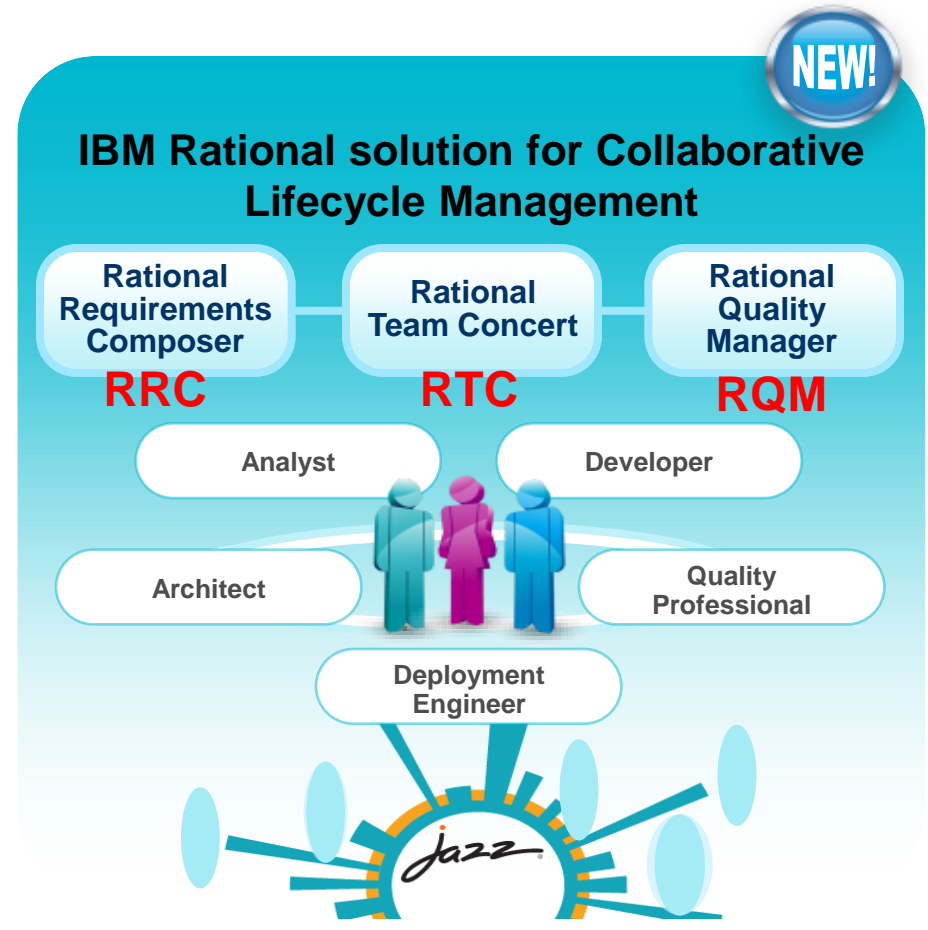 NEW!
IBM Rational solution for Collaborative
Lifecycle Management
Rational
Requirements
Composer
Rational
Team Concert
Rational
Quality
Manager
RRC
RTC
RQM
Analyst
Developer
Architect
Quality
Professional
Deployment
Engineer
jazz